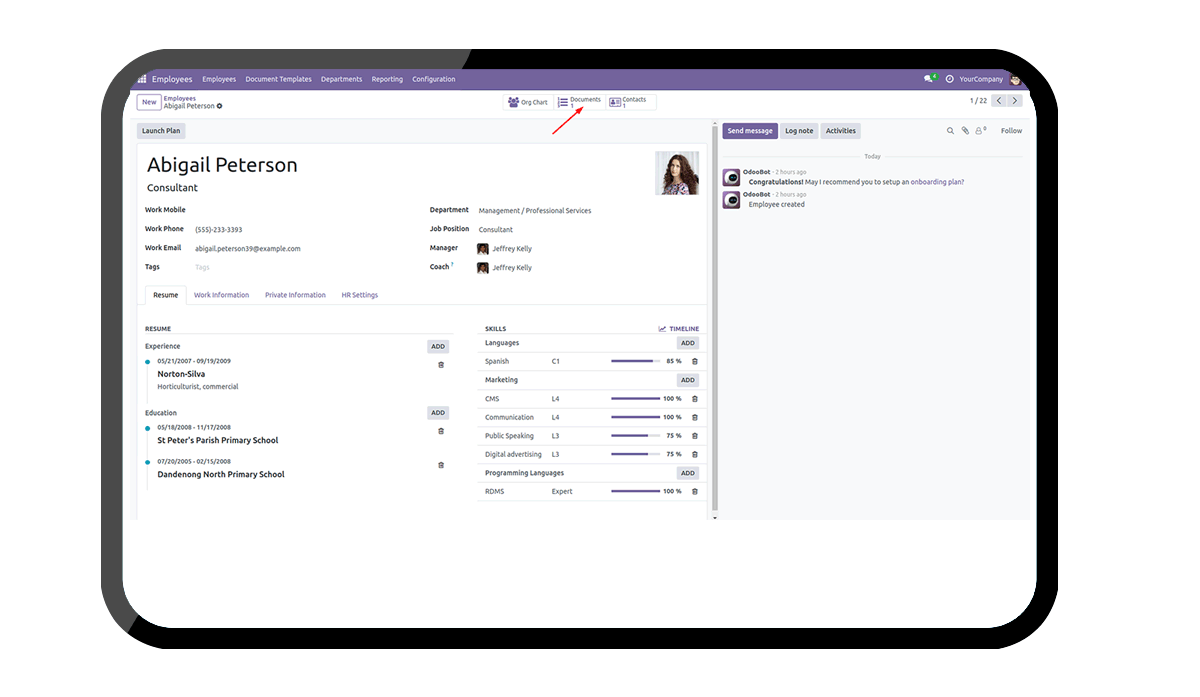 Employees Employees Document Templates Departments Reporting Configuration 4 YourCompany
New Employees
Abigail Peterson
Org Chart Documents 1 Contacts 1 1 / 22
Launch Plan Send message Log note Activities 0 Follow
Today
Abigail Peterson
Consultant
OdooBot - 2 hours ago
Congratulations! May I recommend you to setup an onboarding plan?
OdooBot - 2 hours ago
Employee created
Work Mobile
Work Phone (555)-233-3393
Work Email abigail.peterson39@example.com
Tags Tags
Department Management / Professional Services
Job Position Consultant
Manager Jeffrey Kelly
Coach ? Jeffrey Kelly
Resume Work Information Private Information HR Settings
RESUME
Experience ADD
05/21/2007 - 09/19/2009
Norton-Silva
Horticulturist, commercial
Education ADD
05/18/2008 - 11/17/2008
St Peter's Parish Primary School
07/20/2005 - 02/15/2008
Dandenong North Primary School
SKILLS TIMELINE
Languages ADD
Spanish C1 85 %
Marketing ADD
CMS L4 100 %
Communication L4 100 %
Public Speaking L3 75 %
Digital advertising L3 75 %
Programming Languages ADD
RDMS Expert 100 %